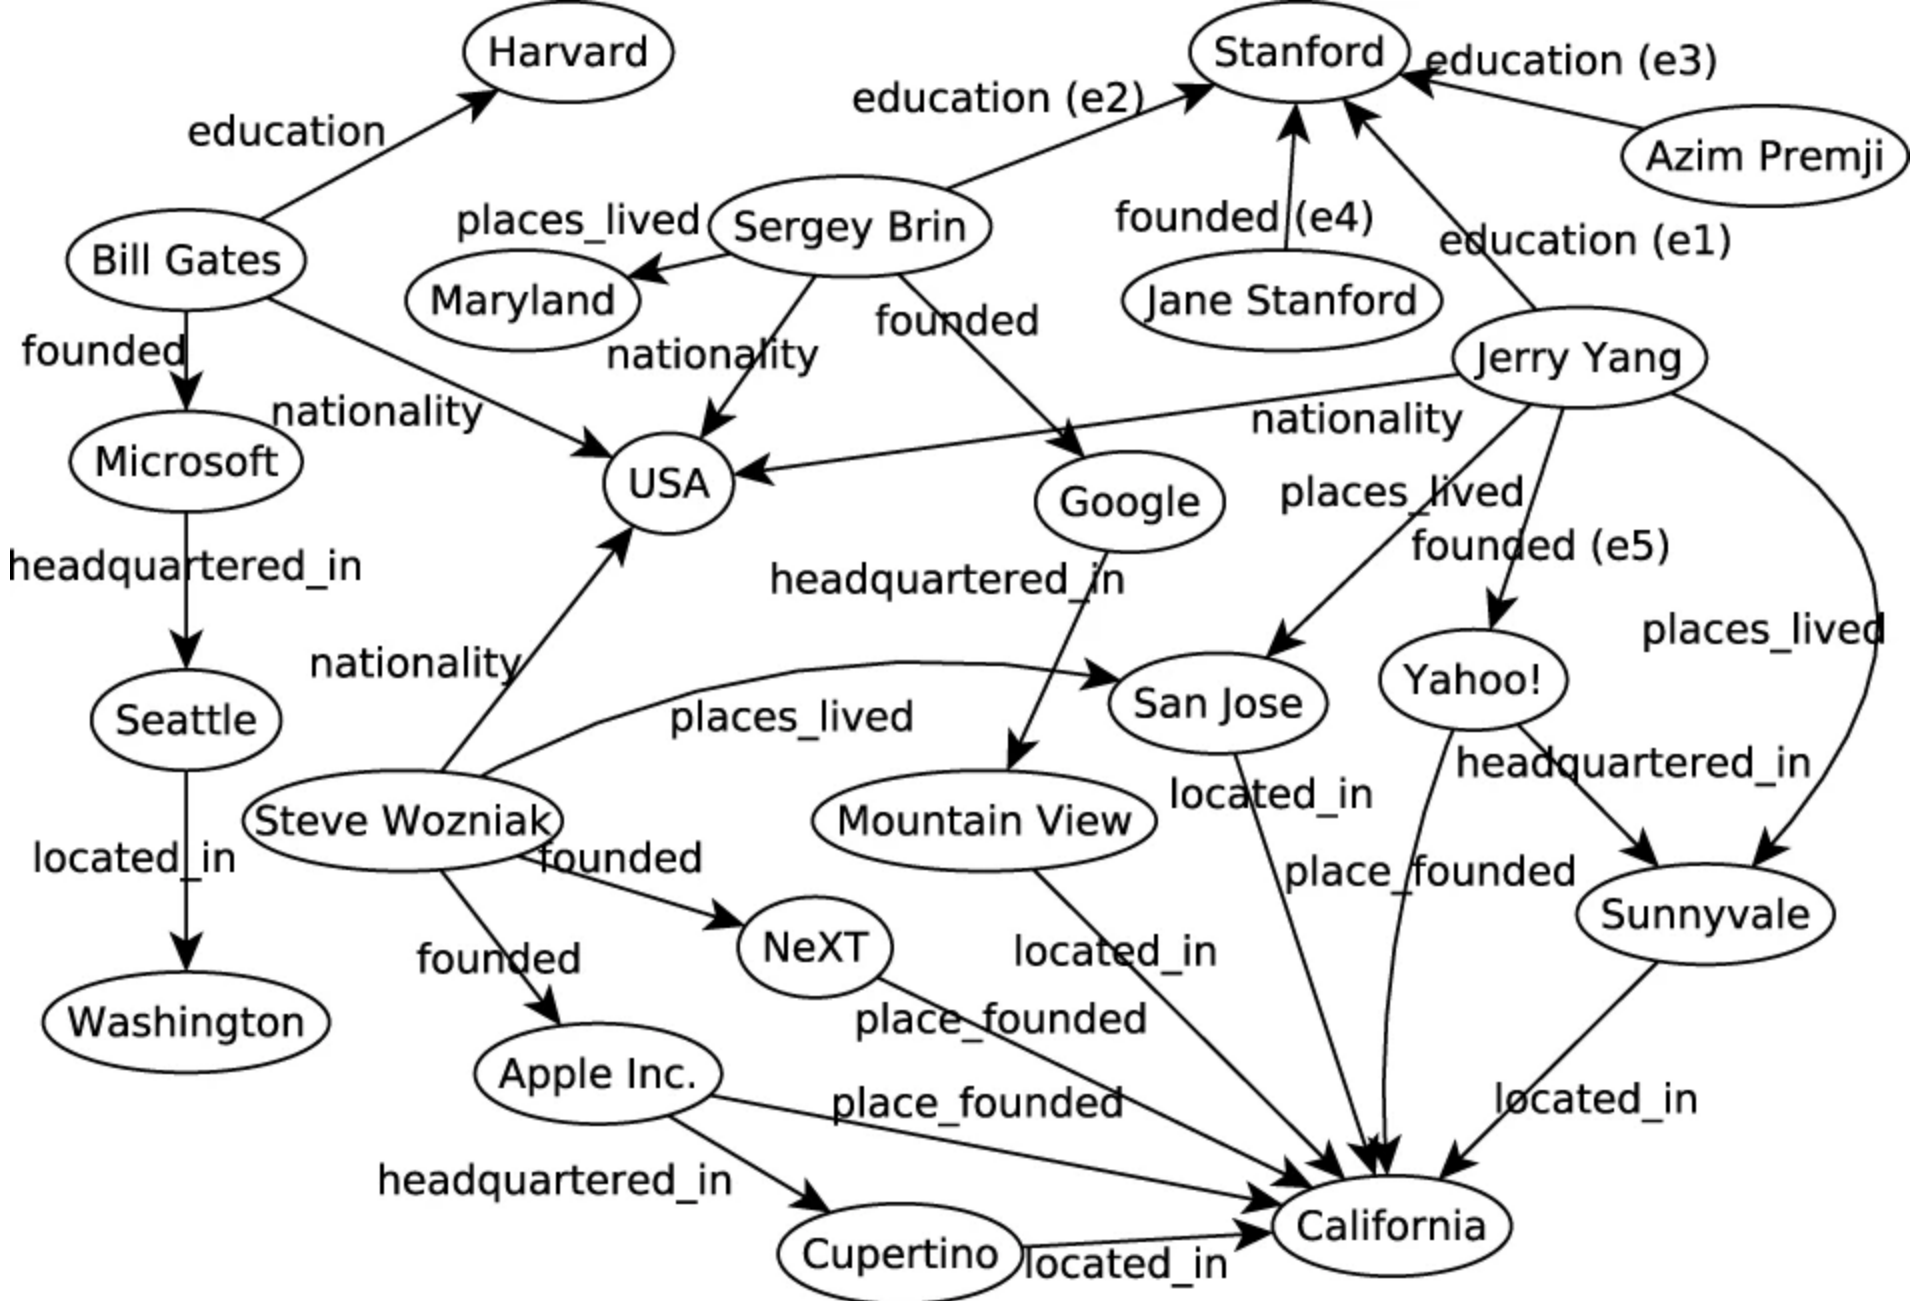 Harvard
Stanford
education (e3)
education (e2)
education
Azim Premji
places_lived
Sergey Brin
founded (e4)
education (e1)
Bill Gates
Maryland
Jane Stanford
founded
founded
nationality
Jerry Yang
nationality
nationality
Microsoft
USA
Google
places_lived
founded (e5)
headquartered_in
headquartered_in
places_lived
nationality
Yahoo!
San Jose
Seattle
places_lived
headquartered_in
located_in
Steve Wozniak
Mountain View
located_in
founded
place_founded
Sunnyvale
NeXT
located_in
founded
Washington
place_founded
Apple Inc.
place_founded
located_in
headquartered_in
California
Cupertino
located_in